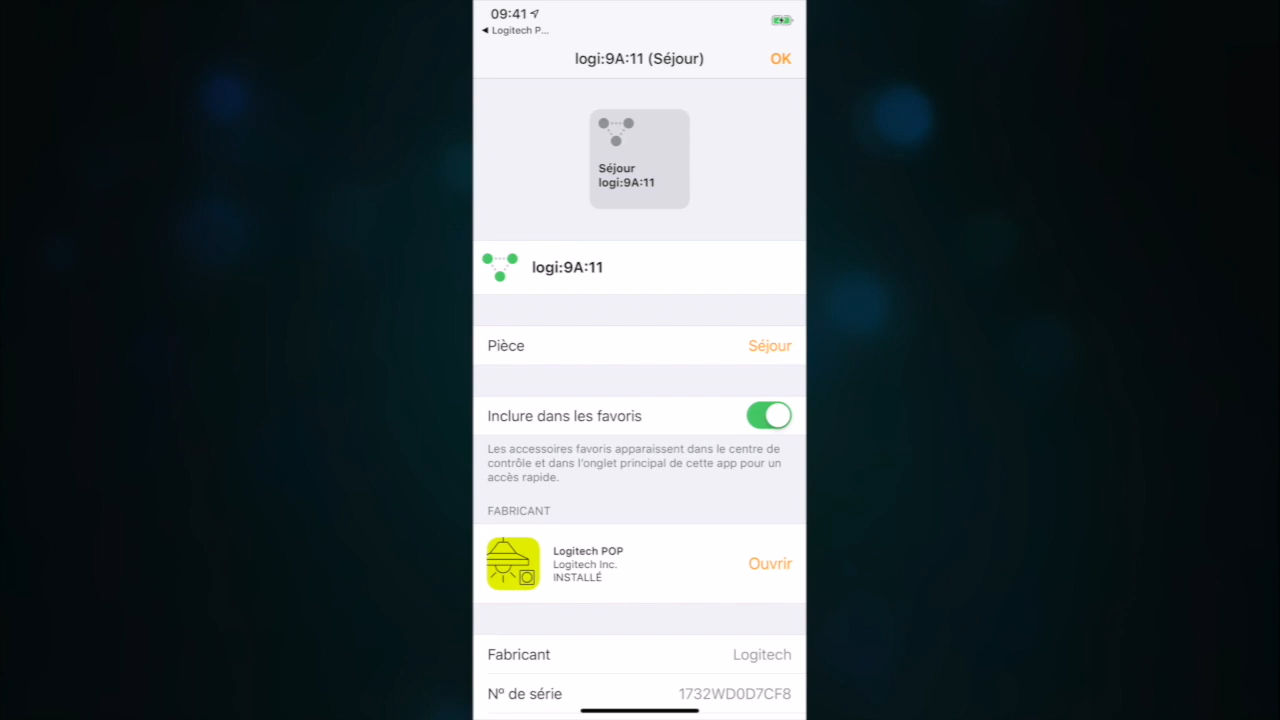 09:41
◀ Logitech P...
logi:9A:11 (Séjour)
OK
Séjour
logi:9A:11
logi:9A:11
Pièce
Séjour
Inclure dans les favoris
Les accessoires favoris apparaissent dans le centre de
contrôle et dans l'onglet principal de cette app pour un
accès rapide.
FABRICANT
Logitech POP
Logitech Inc.
INSTALLÉ
Ouvrir
Fabricant
Logitech
Nº de série
1732WD0D7CF8